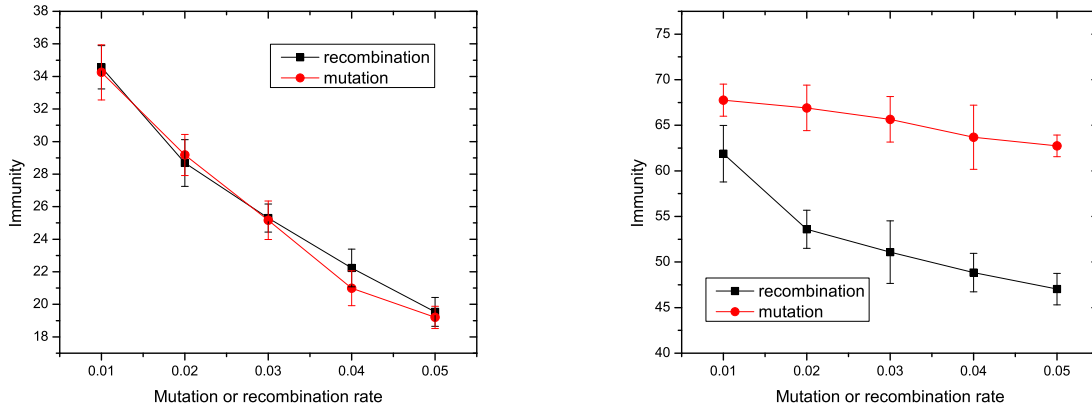 38
36
34
32
30
28
26
24
22
20
18
Immunity
recombination
mutation
0.01 0.02 0.03 0.04 0.05
Mutation or recombination rate
75
70
65
60
55
50
45
40
Immunity
recombination
mutation
0.01 0.02 0.03 0.04 0.05
Mutation or recombination rate